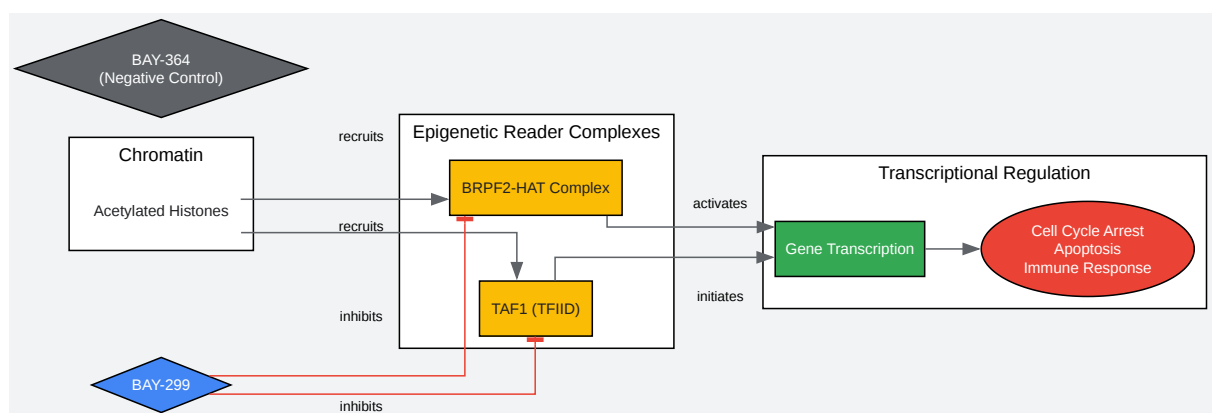 BAY-364
(Negative Control)
Chromatin
Acetylated Histones
recruits
recruits
inhibits
inhibits
BAY-299
Epigenetic Reader Complexes
BRPF2-HAT Complex
TAF1 (TFIID)
activates
initiates
Transcriptional Regulation
Gene Transcription
Cell Cycle Arrest
Apoptosis
Immune Response